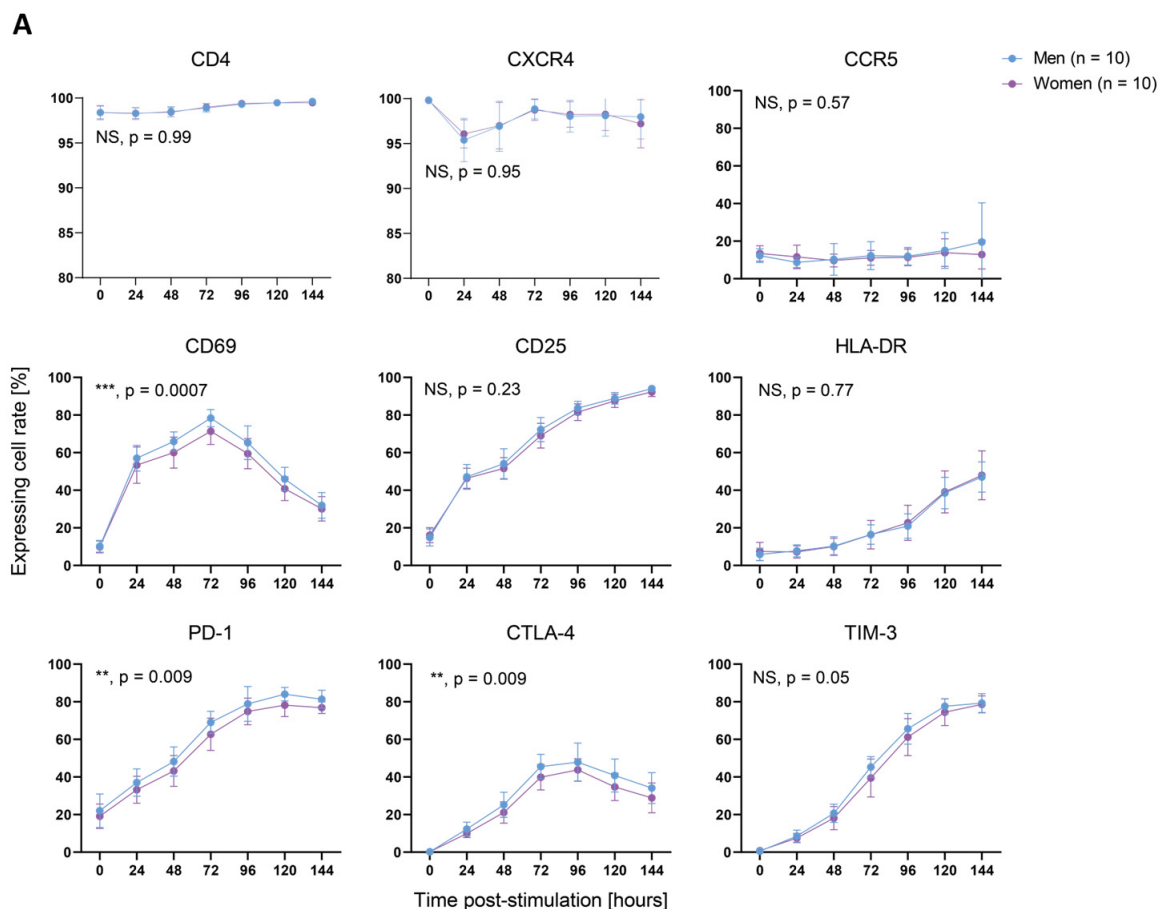 A
CD4
CXCR4
CCR5
Men (n = 10)
Women (n = 10)
100
95
90
85
80
NS, p = 0.99
0 24 48 72 96 120 144
100
95
90
85
80
NS, p = 0.95
0 24 48 72 96 120 144
100
80
60
40
20
0
NS, p = 0.57
0 24 48 72 96 120 144
Expressing cell rate [%]
CD69
CD25
HLA-DR
100
80
60
40
20
0
***, p = 0.0007
0 24 48 72 96 120 144
100
80
60
40
20
0
NS, p = 0.23
0 24 48 72 96 120 144
100
80
60
40
20
0
NS, p = 0.77
0 24 48 72 96 120 144
PD-1
CTLA-4
TIM-3
100
80
60
40
20
0
**, p = 0.009
0 24 48 72 96 120 144
100
80
60
40
20
0
**, p = 0.009
0 24 48 72 96 120 144
100
80
60
40
20
0
NS, p = 0.05
0 24 48 72 96 120 144
Time post-stimulation [hours]